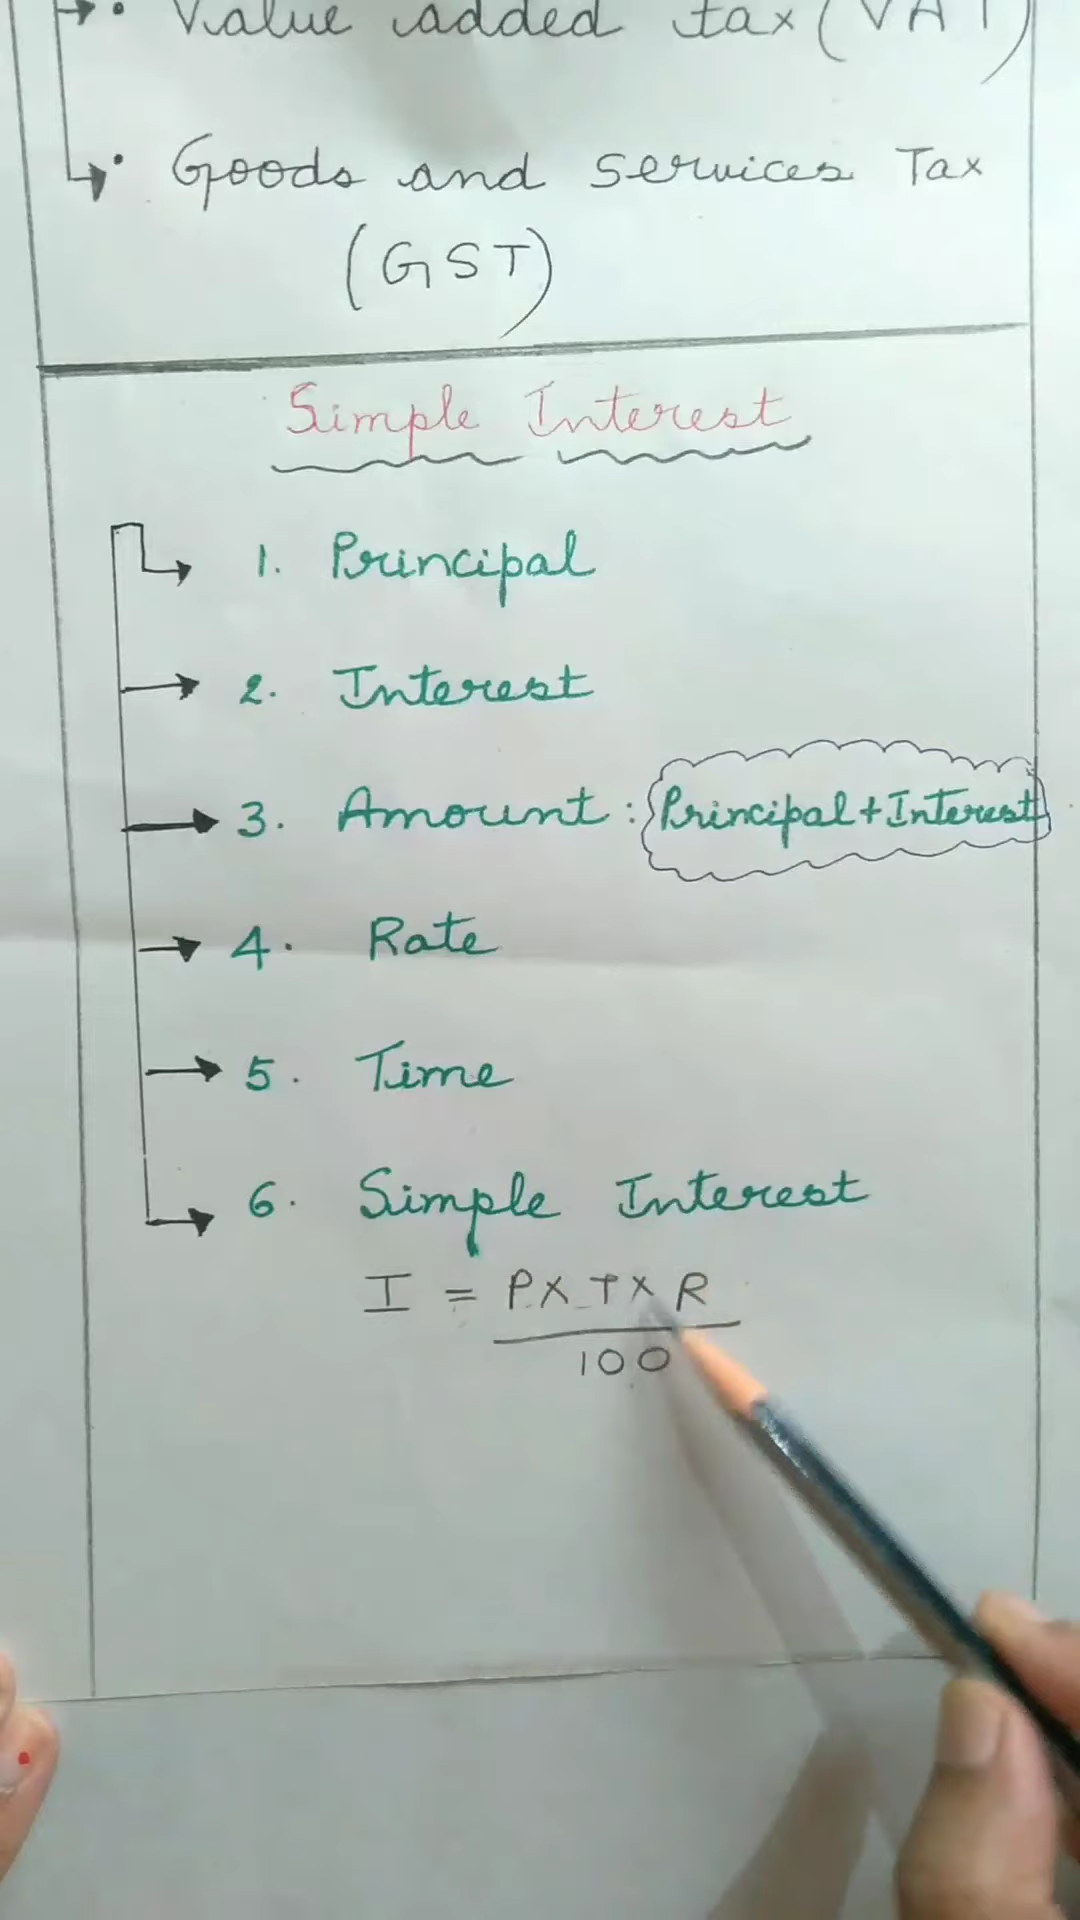 • Value added tax (VAT)
• Goods and Services Tax
(GST)
Simple Interest
1. Principal
2. Interest
3. Amount : Principal + Interest
4. Rate
5. Time
6. Simple Interest
I = P X T X R
100